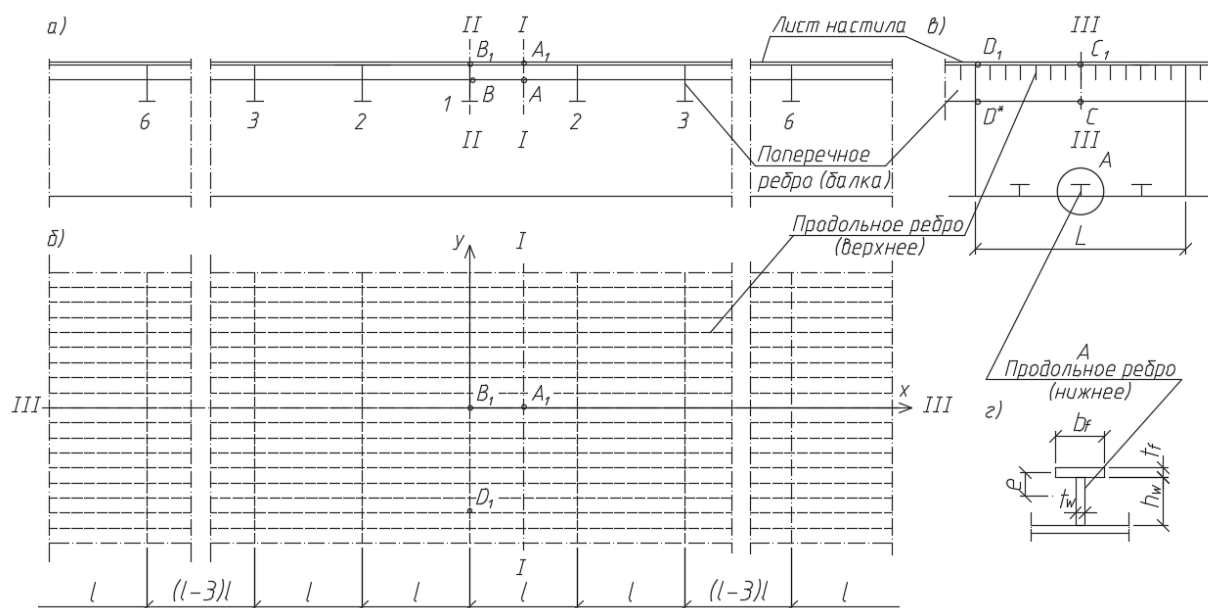 а)
II
I
Лист настила
в)
III
B₁
A₁
D₁
C₁
1
B
A
6
3
2
2
3
6
II
I
D*
C
III
A
Поперечное
ребро (балка)
L
б)
y
I
Продольное ребро
(верхнее)
III
B₁
A₁
x
III
A
Продольное ребро
(нижнее)
г)
bf
tf
e
tw
hw
D₁
I
l
(l-3)l
l
l
l
l
l
(l-3)l
l